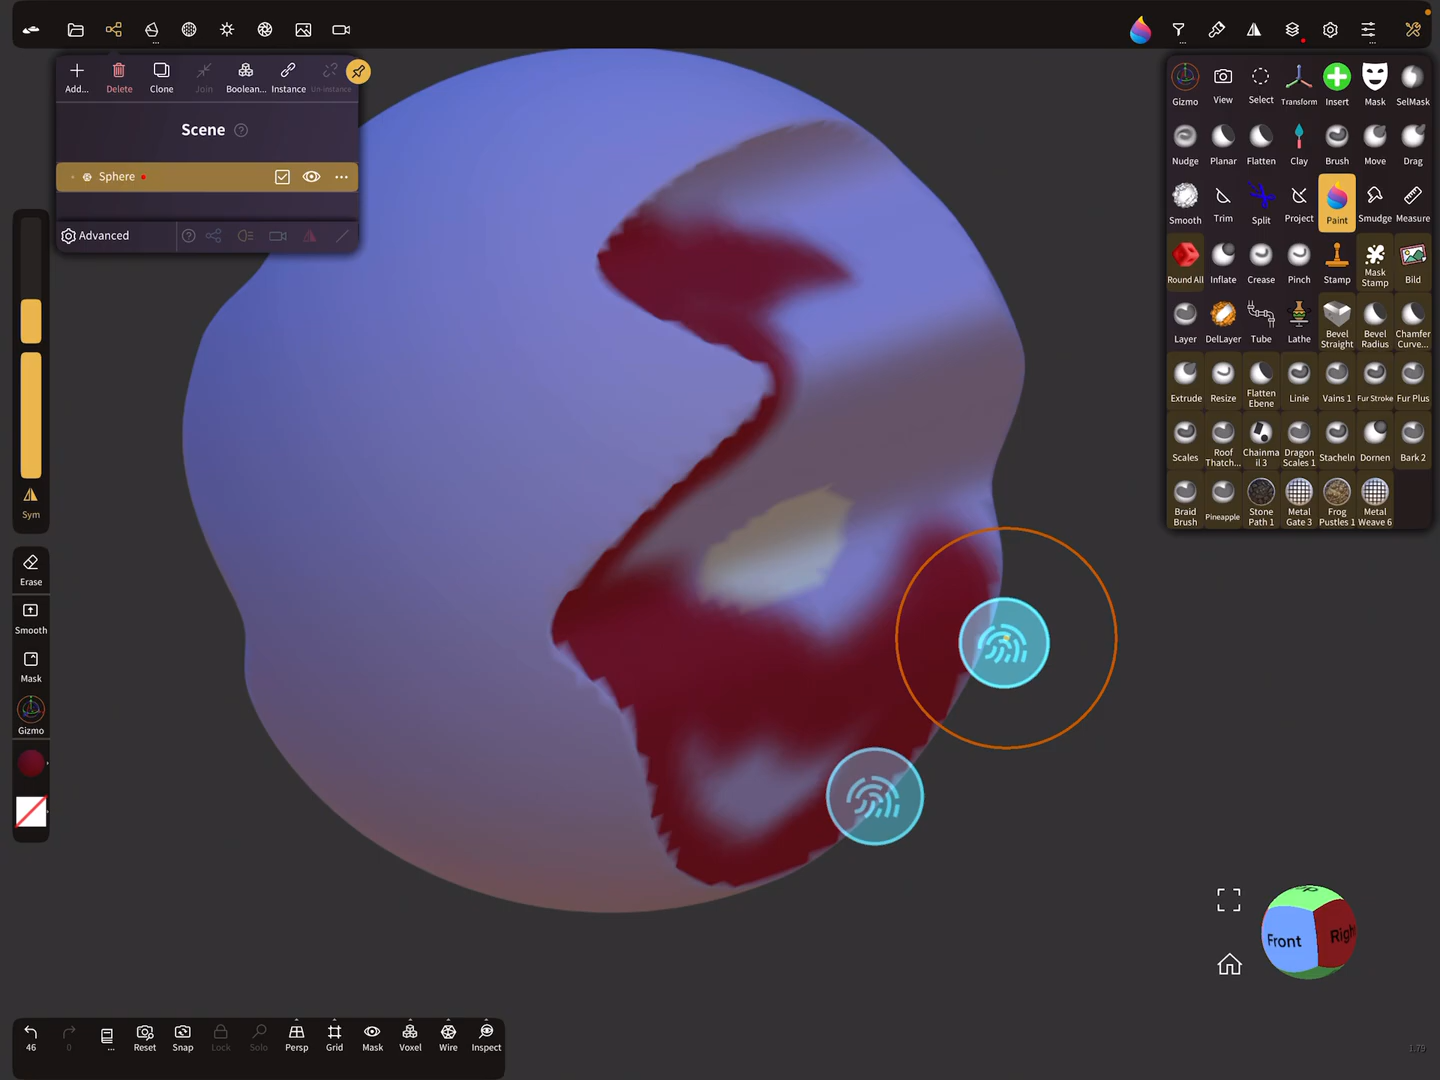 Add...
Delete
Clone
Join
Boolean...
Instance
Un-instance
Scene
Sphere
Advanced
Sym
Erase
Smooth
Mask
Gizmo
Gizmo
View
Select
Transform
Insert
Mask
SelMask
Nudge
Planar
Flatten
Clay
Brush
Move
Drag
Smooth
Trim
Split
Project
Paint
Smudge
Measure
Round All
Inflate
Crease
Pinch
Stamp
Mask
Stamp
Bild
Layer
DelLayer
Tube
Lathe
Bevel
Straight
Bevel
Radius
Chamfer
Curve...
Extrude
Resize
Flatten
Ebene
Linie
Vains 1
Fur Stroke
Fur Plus
Scales
Roof
Thatch...
Chainma
il 3
Dragon
Scales 1
Stacheln
Dornen
Bark 2
Braid
Brush
Pineapple
Stone
Path 1
Metal
Gate 3
Frog
Pustles 1
Metal
Weave 6
Front
Righ
46
0
...
Reset
Snap
Lock
Solo
Persp
Grid
Mask
Voxel
Wire
Inspect
1.79